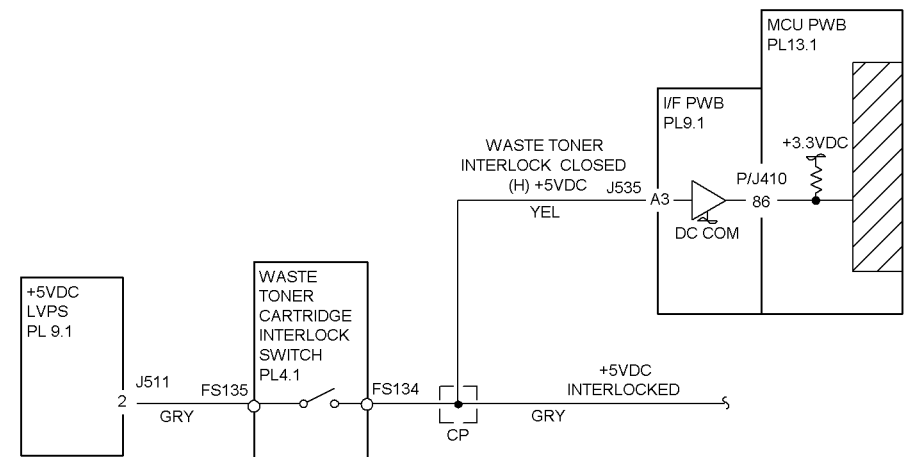 MCU PWB
PL13.1
I/F PWB
PL9.1
+3.3VDC
WASTE TONER
INTERLOCK CLOSED
(H) +5VDC
J535
P/J410
A3
86
YEL
DC COM
+5VDC
LVPS
PL 9.1
WASTE
TONER
CARTRIDGE
INTERLOCK
SWITCH
PL4.1
J511
2
GRY
FS135
FS134
CP
+5VDC
INTERLOCKED
GRY